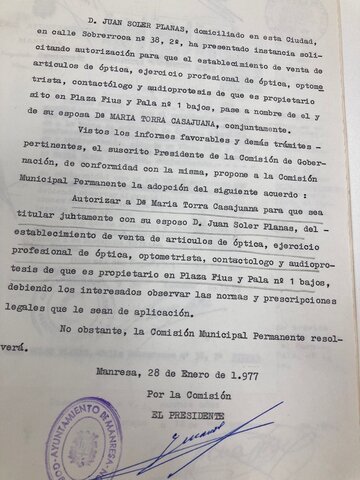 D. JUAN SOLER PLANAS, domiciliado en esta Ciudad,
en calle Sobrerroca nº 38, 2º, ha presentado instancia soli-
citando autorización para que el establecimiento de venta de
articulos de óptica, ejercicio profesional de óptica, optome
trista, contactólogo y audioprotesis de que es propietario
sito en Plaza Fius y Pala nº 1 bajos, pase a nombre de el y
de su esposa Dª MARIA TORRA CASAJUANA, conjuntamente.
Vistos los informes favorables y demás trámites -
pertinentes, el suscrito Presidente de la Comisión de Gober-
nación, de conformidad con la misma, propone a la Comisión
Municipal Permanente la adopción del siguiente acuerdo :
Autorizar a Dª Maria Torra Casajuana para que sea
titular juhtamente con su esposo D. Juan Soler Planas, del -
establecimiento de venta de articulos de óptica, ejercicio
profesional de óptica, optometrista, contactologo y audiopro-
tesis de que es propietario en Plaza Fius y Pala nº 1 bajos,
debiendo los interesados observar las normas y prescripciones
legales que le sean de aplicación.
No obstante, la Comisión Municipal Permanente resol-
verá.
Manresa, 28 de Enero de 1.977
Por la Comisión
EL PRESIDENTE
AYUNTAMIENTO DE MANRESA